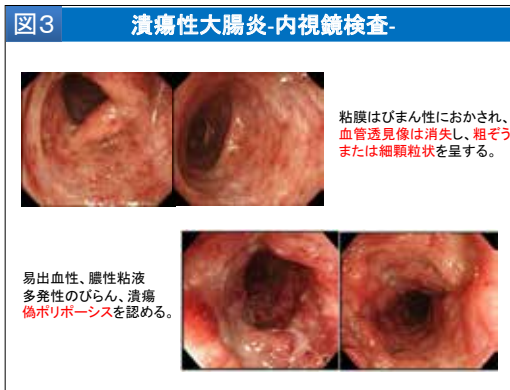 図3 潰瘍性大腸炎-内視鏡検査-
粘膜はびまん性におかされ、
血管透見像は消失し、粗ぞう
または細顆粒状を呈する。
易出血性、膿性粘液
多発性のびらん、潰瘍
偽ポリポーシスを認める。